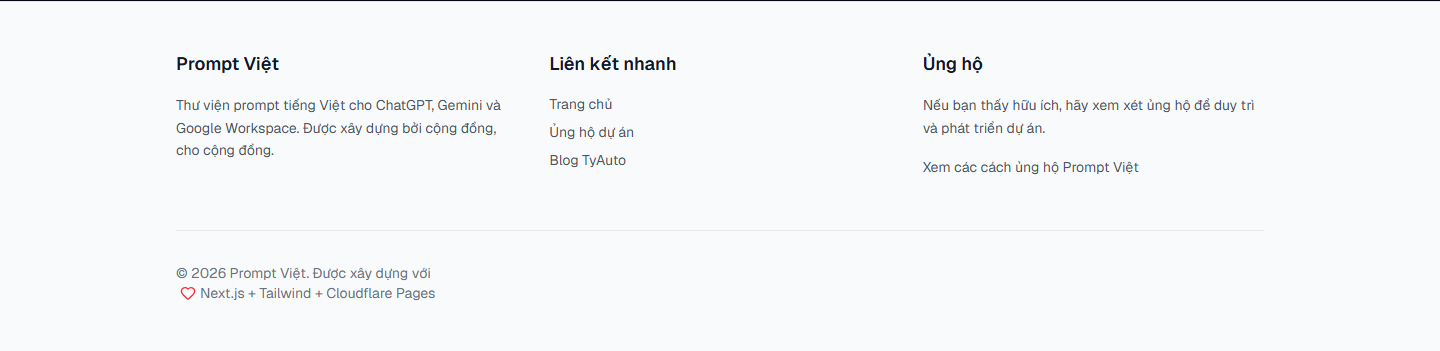 Prompt Việt
Thư viện prompt tiếng Việt cho ChatGPT, Gemini và
Google Workspace. Được xây dựng bởi cộng đồng,
cho cộng đồng.
Liên kết nhanh
Trang chủ
Ủng hộ dự án
Blog TyAuto
Ủng hộ
Nếu bạn thấy hữu ích, hãy xem xét ủng hộ để duy trì
và phát triển dự án.
Xem các cách ủng hộ Prompt Việt
© 2026 Prompt Việt. Được xây dựng với
Next.js + Tailwind + Cloudflare Pages